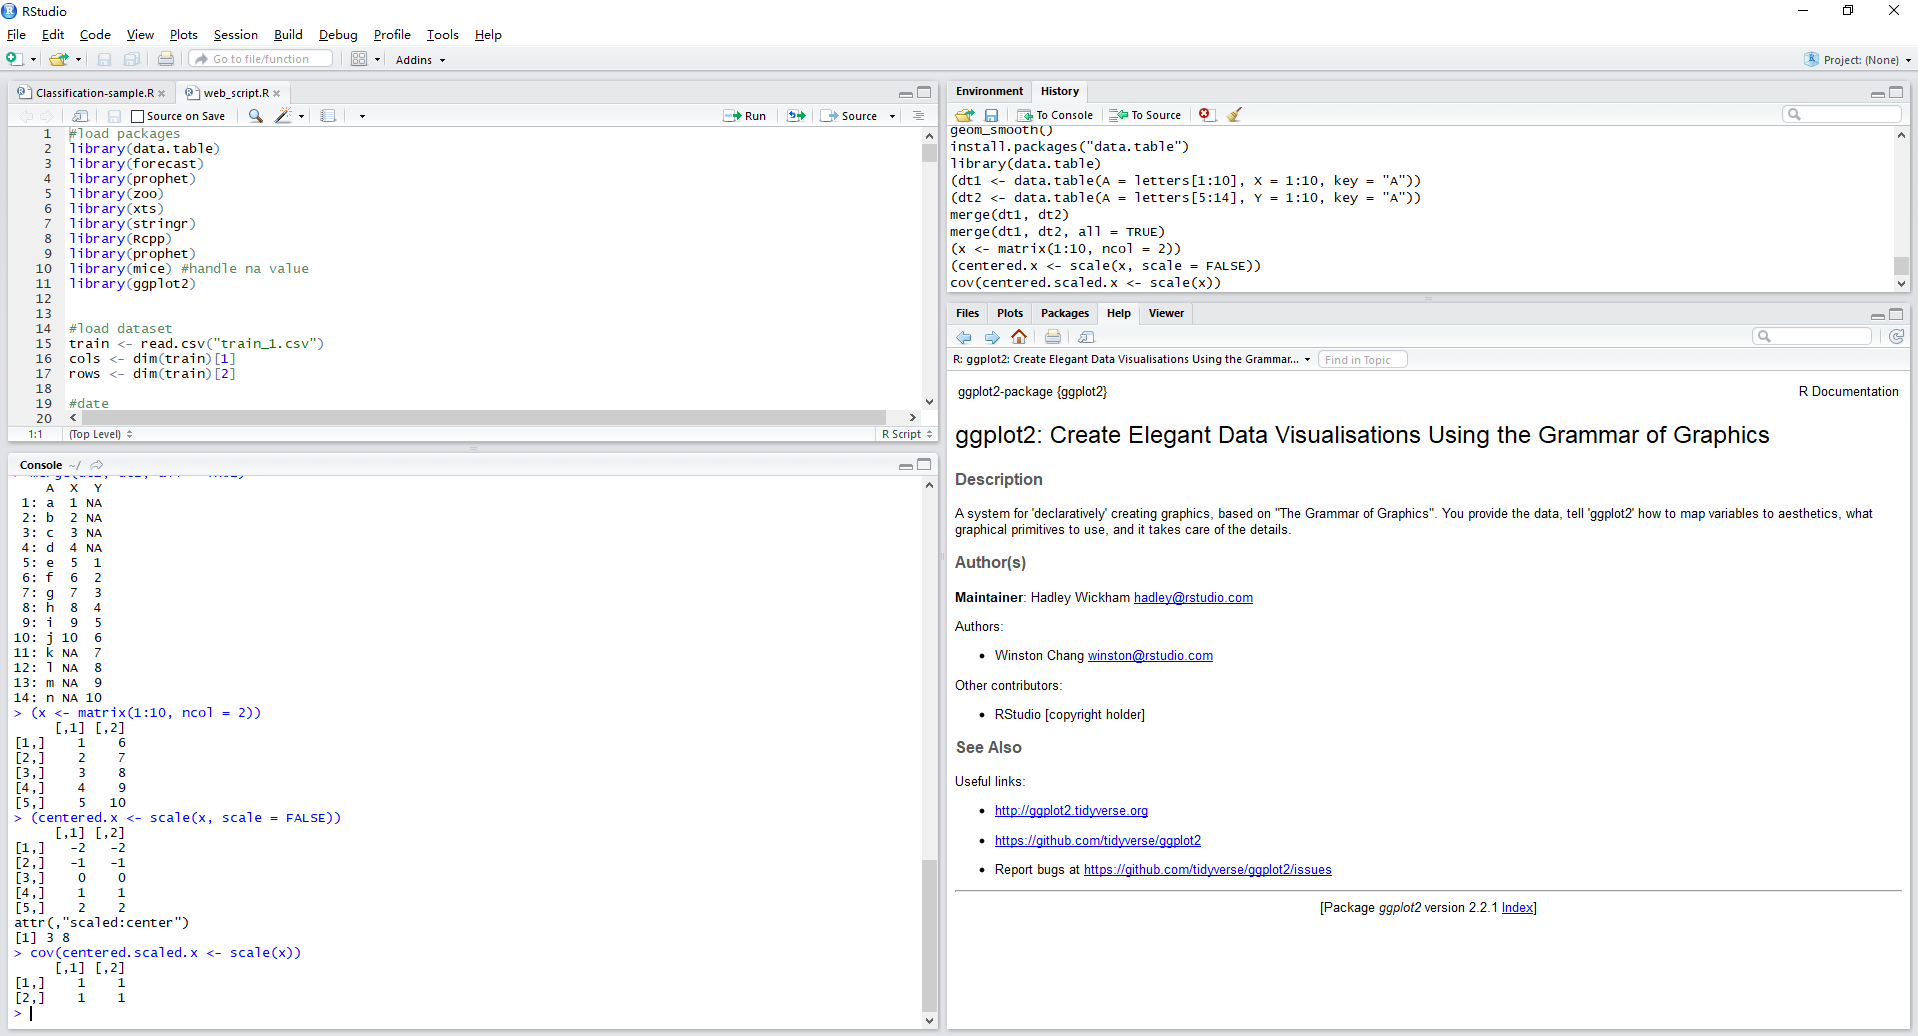 RStudio
File Edit Code View Plots Session Build Debug Profile Tools Help
Go to file/function Addins Project: (None)
Classification-sample.R web_script.R
Source on Save Run Source
1 #load packages
2 library(data.table)
3 library(forecast)
4 library(prophet)
5 library(zoo)
6 library(xts)
7 library(stringr)
8 library(Rcpp)
9 library(prophet)
10 library(mice) #handle na value
11 library(ggplot2)
12
13
14 #load dataset
15 train <- read.csv("train_1.csv")
16 cols <- dim(train)[1]
17 rows <- dim(train)[2]
18
19 #date
20
1:1 (Top Level) R Script
Console ~/
A X Y
1: a 1 NA
2: b 2 NA
3: c 3 NA
4: d 4 NA
5: e 5 1
6: f 6 2
7: g 7 3
8: h 8 4
9: i 9 5
10: j 10 6
11: k NA 7
12: l NA 8
13: m NA 9
14: n NA 10
> (x <- matrix(1:10, ncol = 2))
[,1] [,2]
[1,] 1 6
[2,] 2 7
[3,] 3 8
[4,] 4 9
[5,] 5 10
> (centered.x <- scale(x, scale = FALSE))
[,1] [,2]
[1,] -2 -2
[2,] -1 -1
[3,] 0 0
[4,] 1 1
[5,] 2 2
attr(,"scaled:center")
[1] 3 8
> cov(centered.scaled.x <- scale(x))
[,1] [,2]
[1,] 1 1
[2,] 1 1
>
Environment History
To Console To Source
geom_smooth()
install.packages("data.table")
library(data.table)
(dt1 <- data.table(A = letters[1:10], X = 1:10, key = "A"))
(dt2 <- data.table(A = letters[5:14], Y = 1:10, key = "A"))
merge(dt1, dt2)
merge(dt1, dt2, all = TRUE)
(x <- matrix(1:10, ncol = 2))
(centered.x <- scale(x, scale = FALSE))
cov(centered.scaled.x <- scale(x))
Files Plots Packages Help Viewer
R: ggplot2: Create Elegant Data Visualisations Using the Grammar... Find in Topic
ggplot2-package {ggplot2} R Documentation
ggplot2: Create Elegant Data Visualisations Using the Grammar of Graphics
Description
A system for 'declaratively' creating graphics, based on "The Grammar of Graphics". You provide the data, tell 'ggplot2' how to map variables to aesthetics, what
graphical primitives to use, and it takes care of the details.
Author(s)
Maintainer: Hadley Wickham hadley@rstudio.com
Authors:
• Winston Chang winston@rstudio.com
Other contributors:
• RStudio [copyright holder]
See Also
Useful links:
• http://ggplot2.tidyverse.org
• https://github.com/tidyverse/ggplot2
• Report bugs at https://github.com/tidyverse/ggplot2/issues
[Package ggplot2 version 2.2.1 Index]